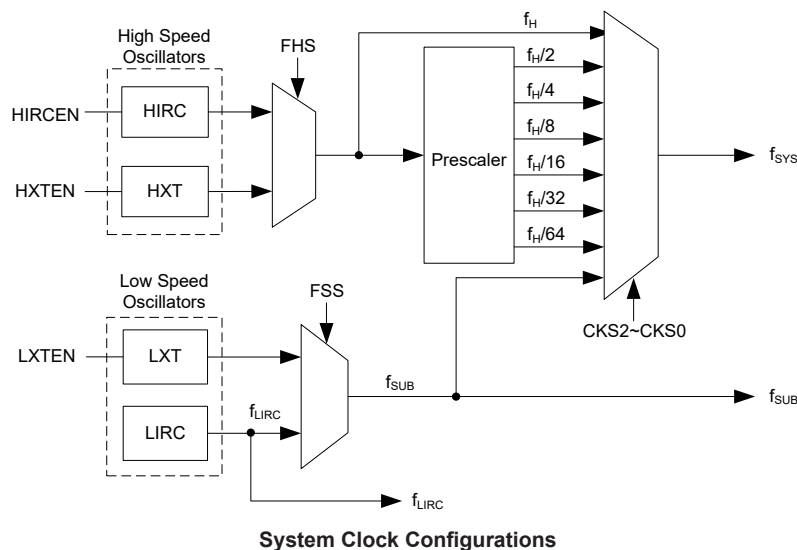 High Speed
Oscillators
HIRCEN
HIRC
HXTEN
HXT
FHS
f_H
Prescaler
f_H/2
f_H/4
f_H/8
f_H/16
f_H/32
f_H/64
f_SYS
CKS2~CKS0
Low Speed
Oscillators
LXTEN
LXT
LIRC
FSS
f_LIRC
f_SUB
f_SUB
f_LIRC
System Clock Configurations